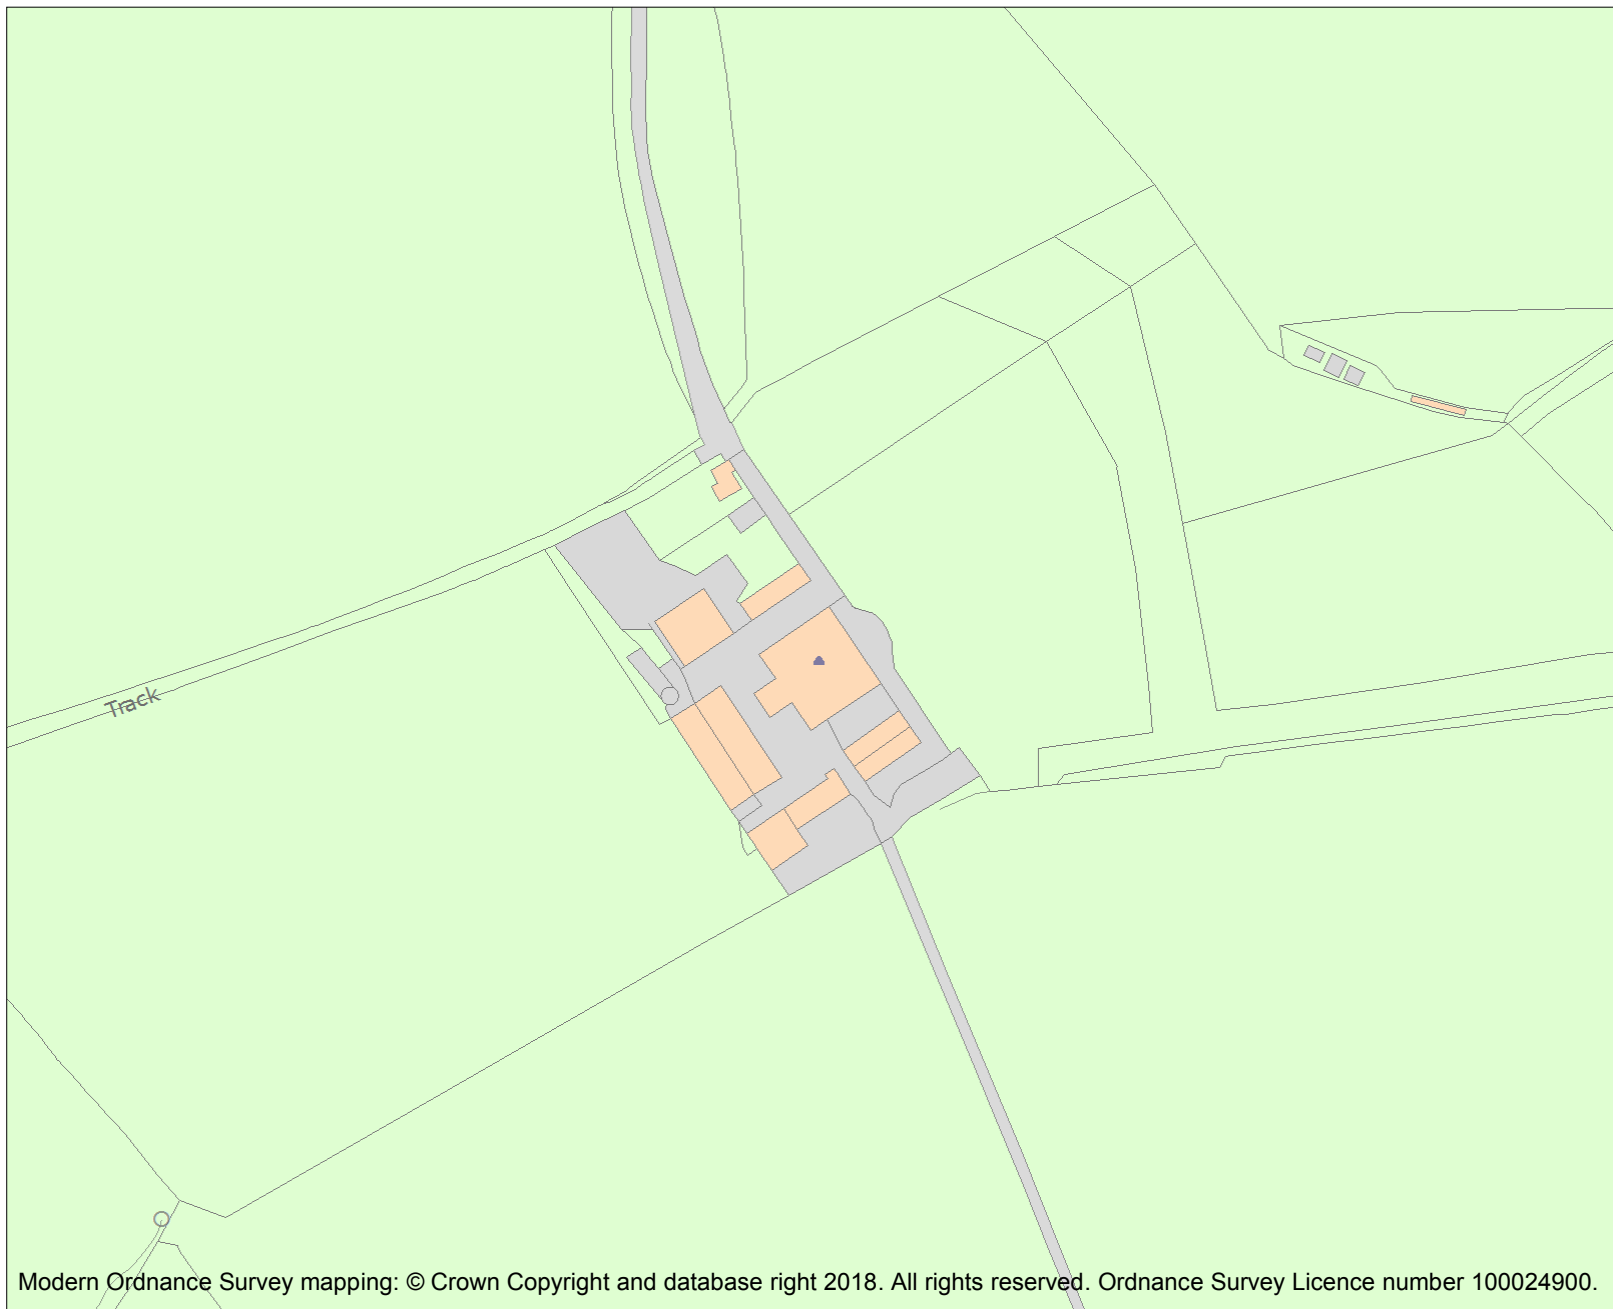 Track
Modern Ordnance Survey mapping: © Crown Copyright and database right 2018. All rights reserved. Ordnance Survey Licence number 100024900.